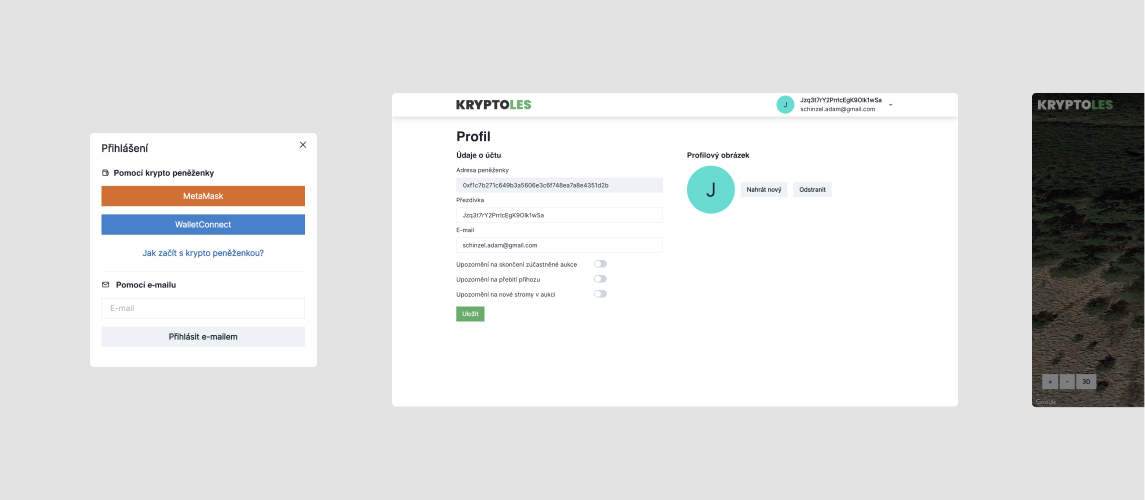 Přihlášení
Pomocí krypto peněženky
MetaMask
WalletConnect
Jak začít s krypto peněženkou?
Pomocí e-mailu
E-mail
Přihlásit e-mailem
KRYPTOLES
J
Jzq3t7rY2PrrIcEgK9OIk1wSa
schinzel.adam@gmail.com
Profil
Údaje o účtu
Adresa peněženky
0xf1c7b271c649b3a5606e3c6f748ea7a8e4351d2b
Přezdívka
Jzq3t7rY2PrrIcEgK9OIk1wSa
E-mail
schinzel.adam@gmail.com
Upozornění na skončení zúčastněné aukce
Upozornění na přebití příhozu
Upozornění na nové stromy v aukci
Uložit
Profilový obrázek
J
Nahrát nový
Odstranit
KRYPTOLES
+
-
3D
Google